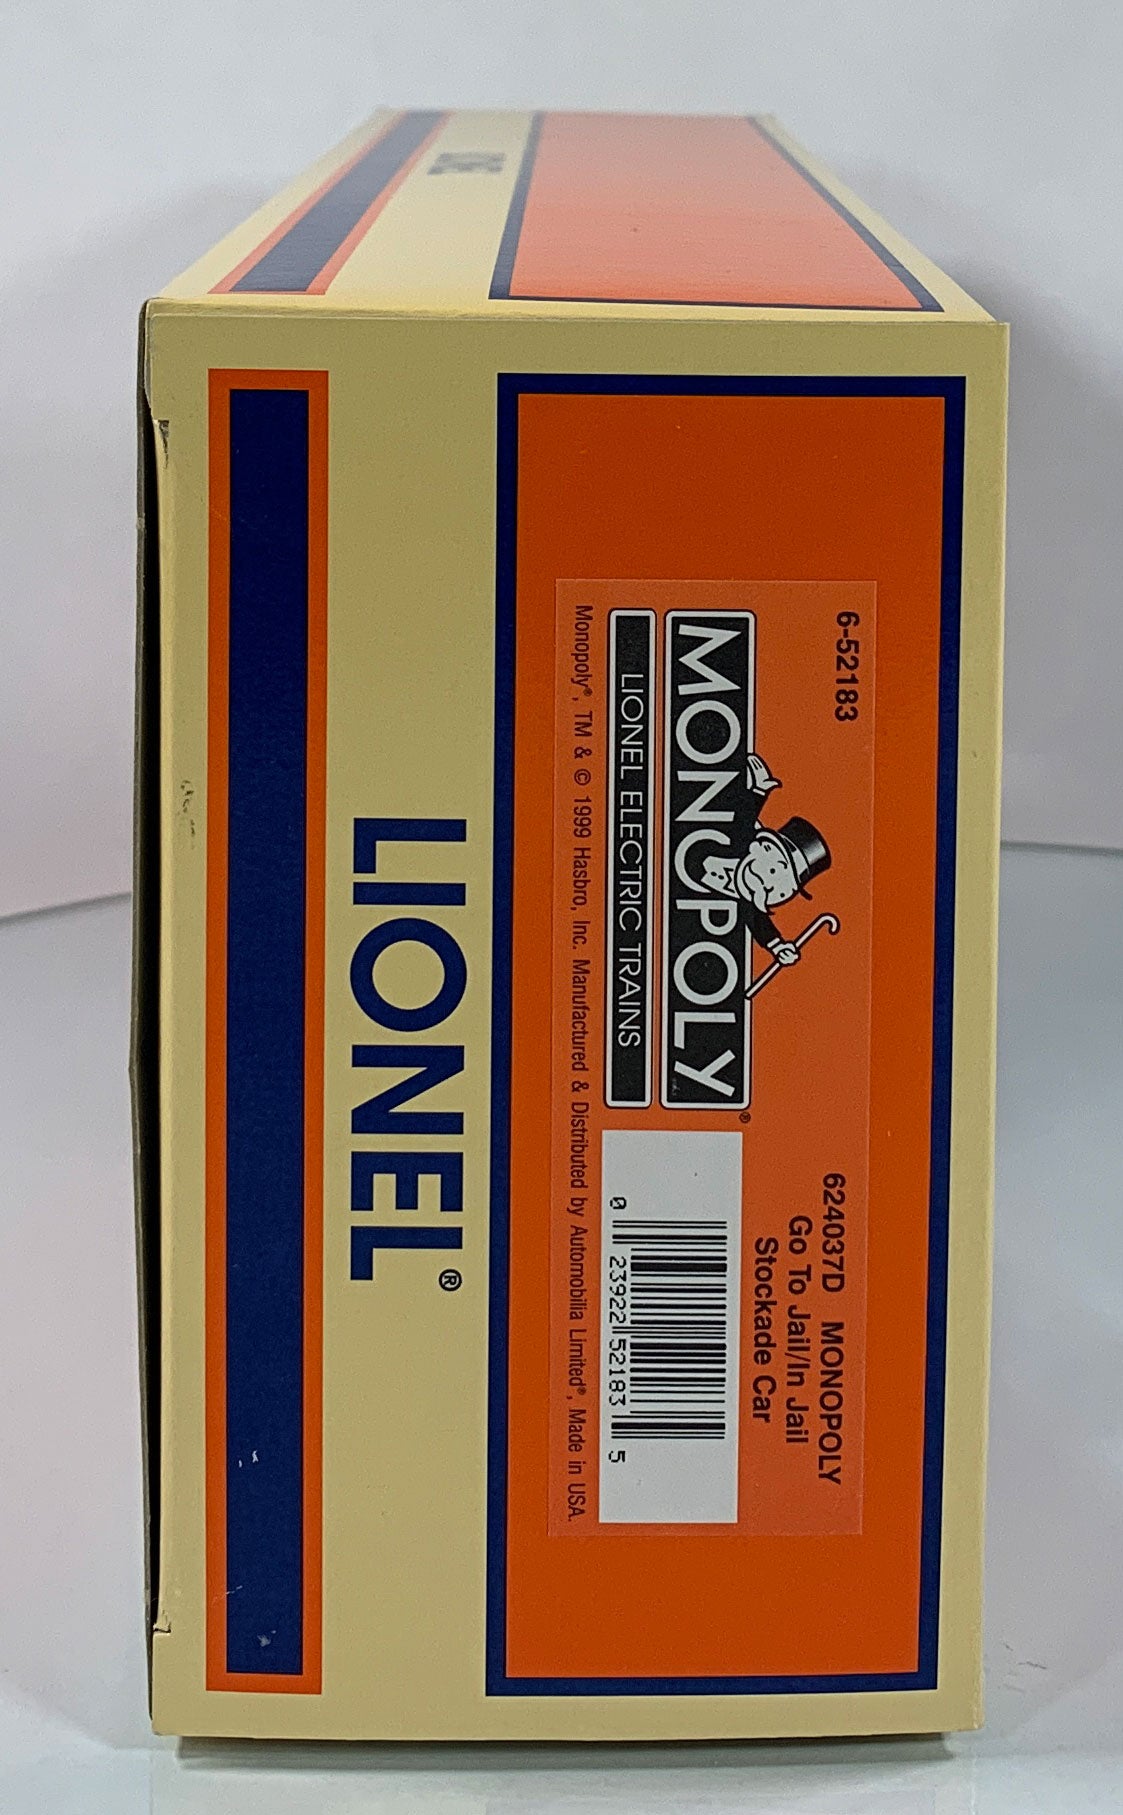 6-52183
624037D MONOPOLY
Go To Jail/In Jail
Stockade Car
MONOPOLY®
LIONEL ELECTRIC TRAINS
0 23922 52183 5
Monopoly®, TM & © 1999 Hasbro, Inc. Manufactured & Distributed by Automobilia Limited®, Made in USA.
LIONEL®